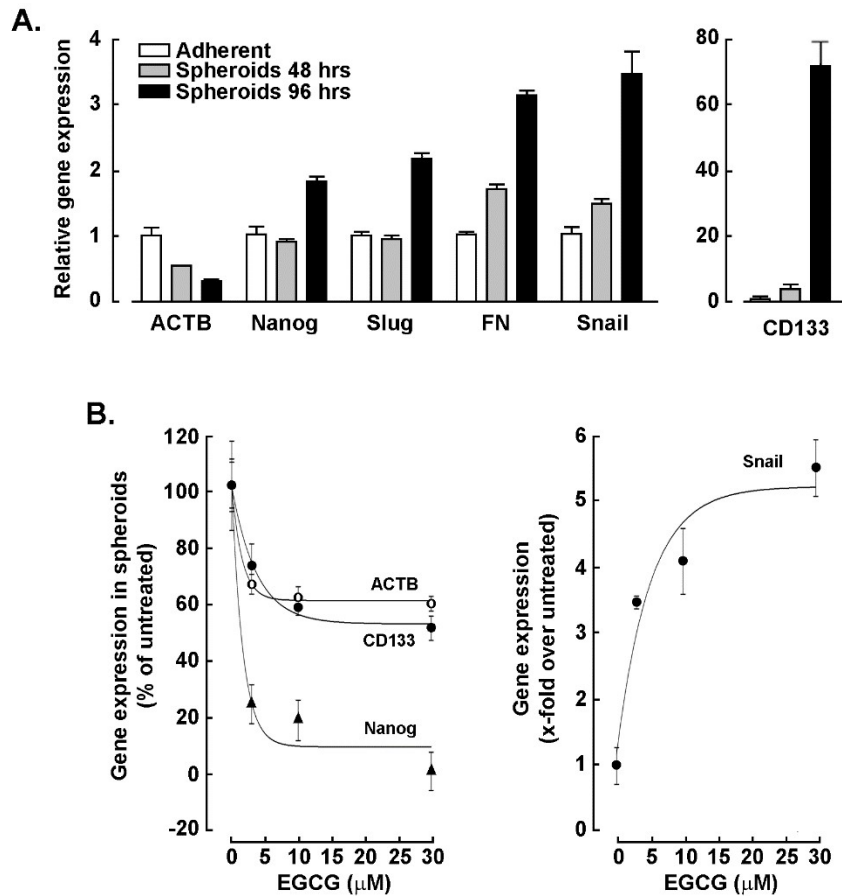 A.
Relative gene expression
4
3
2
1
0
Adherent
Spheroids 48 hrs
Spheroids 96 hrs
ACTB Nanog Slug FN Snail
80
60
40
20
0
CD133
B.
Gene expression in spheroids
(% of untreated)
120
100
80
60
40
20
0
-20
ACTB
CD133
Nanog
0 5 10 15 20 25 30
EGCG (μM)
Gene expression
(x-fold over untreated)
6
5
4
3
2
1
0
Snail
0 5 10 15 20 25 30
EGCG (μM)